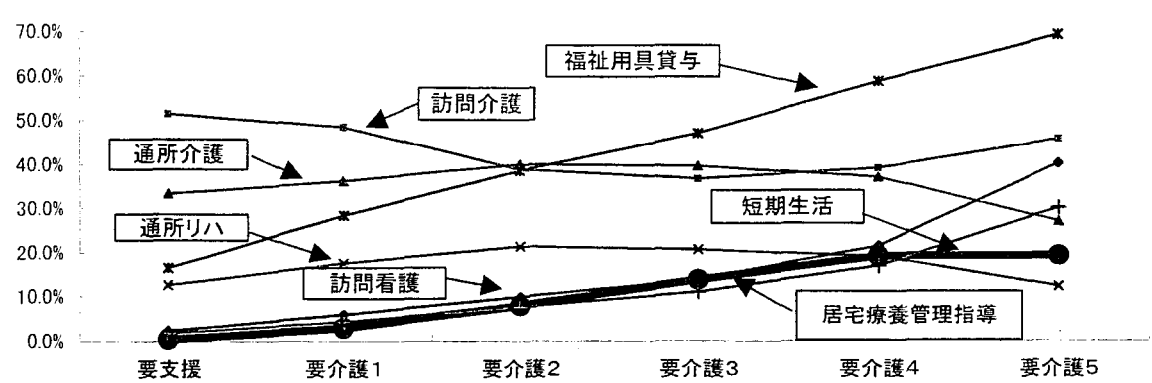 70.0%
60.0%
50.0%
40.0%
30.0%
20.0%
10.0%
0.0%
福祉用具貸与
訪問介護
通所介護
短期生活
通所リハ
訪問看護
居宅療養管理指導
要支援 要介護1 要介護2 要介護3 要介護4 要介護5